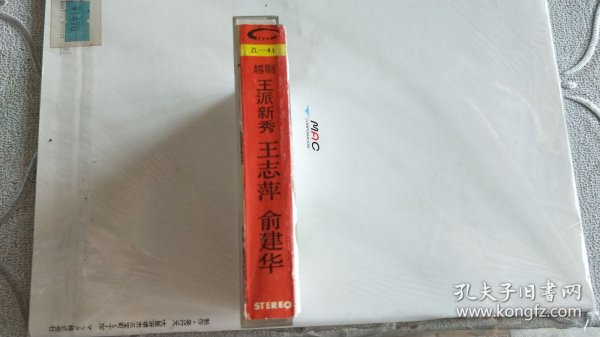 ZL-41
越剧
王派新秀 王志萍 俞建华
STEREO
MAC
孔夫子旧书网
www.kongfz.com